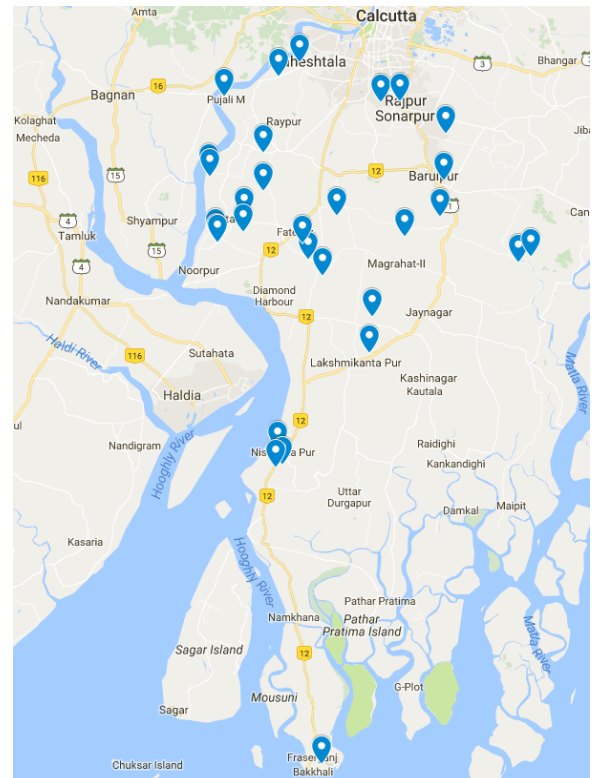 Amta
Calcutta
Bhangar
3
3
16
Bagnan
Pujali M
Raypur
Rajpur
Sonarpur
Kolaghat
Mecheda
116
15
12
Baruipur
Shyampur
Tamluk
15
4
4
Noorpur
12
12
Magrahat-II
Nandakumar
Diamond
Harbour
12
Jaynagar
Haldi River
116
Sutahata
Lakshmikanta Pur
Kashinagar
Kautala
Matla River
Haldia
12
Nandigram
Hooghly River
Raidighi
Kankandighi
12
Uttar
Durgapur
Damkal
Maipit
Kasaria
Hooghly River
Pathar Pratima
Namkhana
Pathar
Pratima Island
Matla River
Sagar Island
12
Mousuni
G-Plot
Sagar
Chuksar Island
Bakkhali